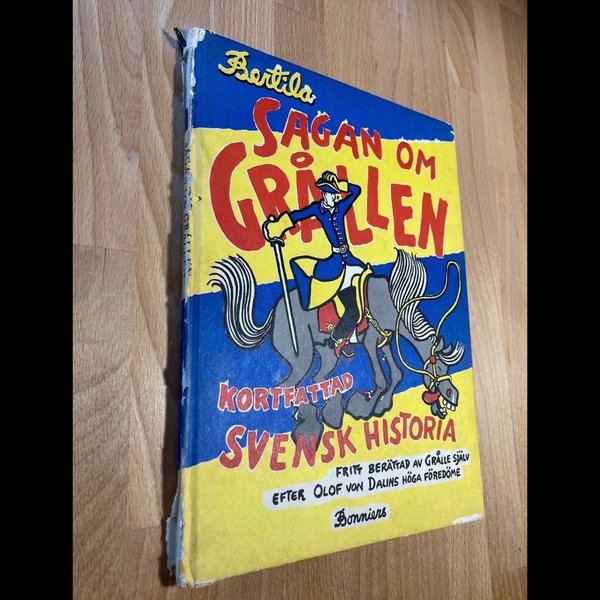 Bertila
SAGAN OM
GRÅLLEN
KORTFATTAD
SVENSK HISTORIA
FRITT BERÄTTAD AV GRÅLLE SJÄLV
EFTER OLOF VON DALINS HÖGA FÖREDÖME
Bonniers